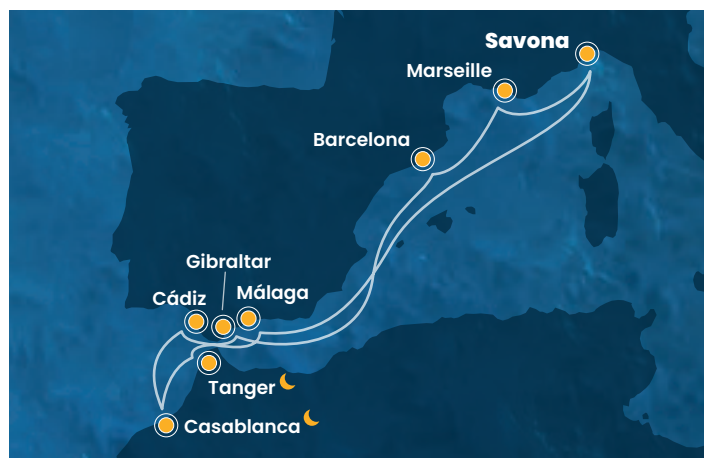 Savona
Marseille
Barcelona
Gibraltar
Cádiz
Málaga
Tanger
Casablanca